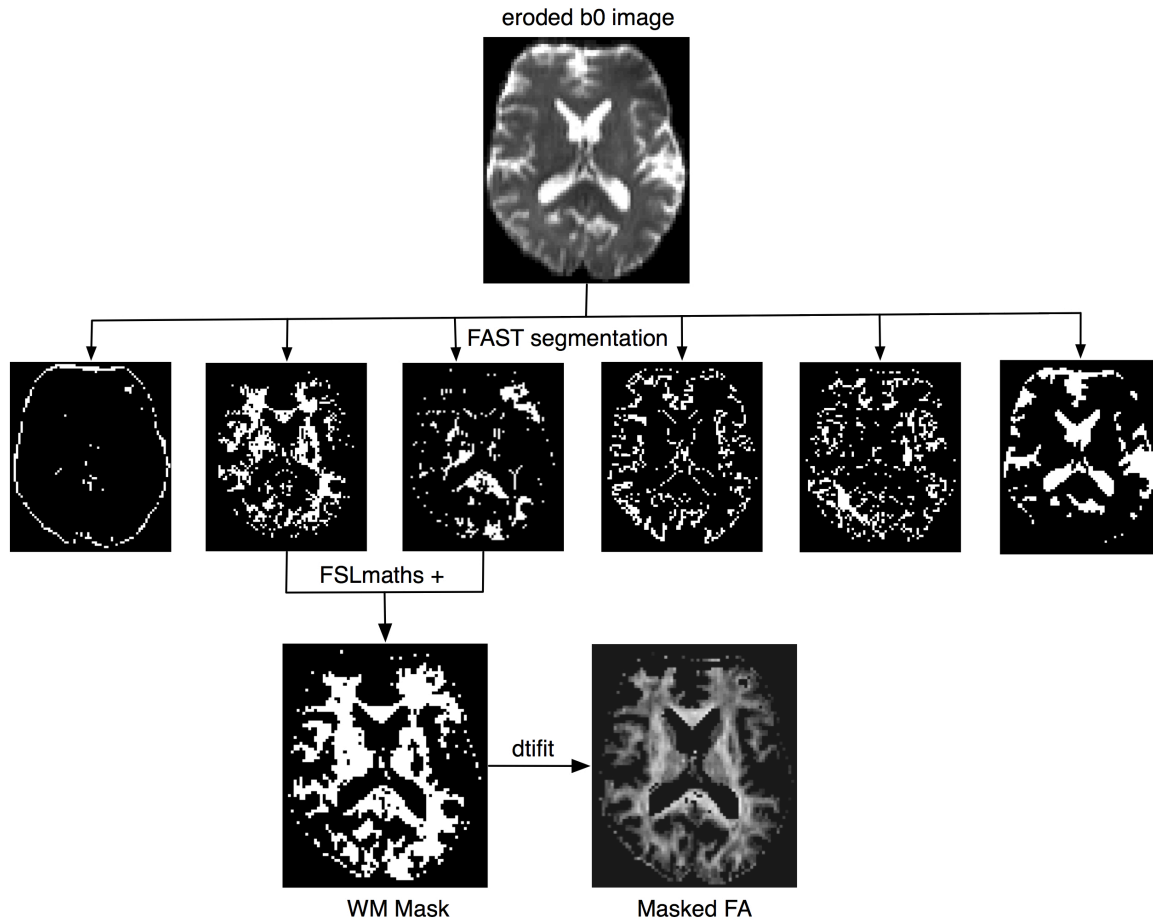 eroded b0 image
FAST segmentation
FSLmaths +
dtifit
WM Mask
Masked FA